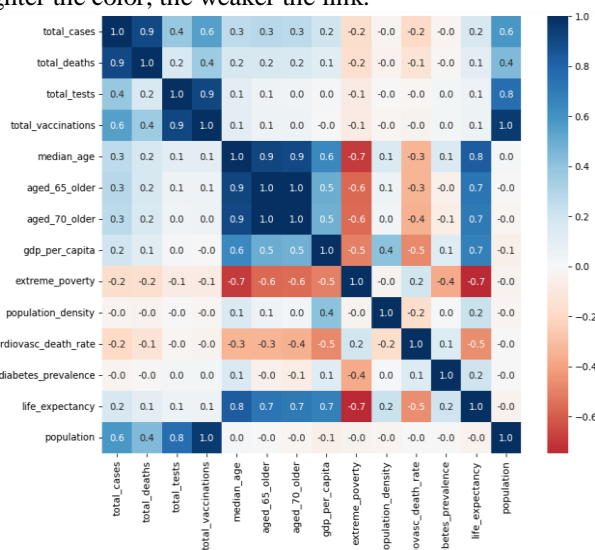 ghter the color, the weaker the link.
total_cases 1.0 0.9 0.4 0.6 0.3 0.3 0.3 0.2 -0.2 -0.0 -0.2 -0.0 0.2 0.6
total_deaths 0.9 1.0 0.2 0.4 0.2 0.2 0.2 0.1 -0.2 -0.0 -0.1 -0.0 0.1 0.4
total_tests 0.4 0.2 1.0 0.9 0.1 0.1 0.0 0.0 -0.1 -0.0 -0.0 0.0 0.1 0.8
total_vaccinations 0.6 0.4 0.9 1.0 0.1 0.1 0.0 -0.0 -0.1 -0.0 -0.0 0.0 0.1 1.0
median_age 0.3 0.2 0.1 0.1 1.0 0.9 0.9 0.6 -0.7 0.1 -0.3 0.1 0.8 0.0
aged_65_older 0.3 0.2 0.1 0.1 0.9 1.0 1.0 0.5 -0.6 0.1 -0.3 -0.0 0.7 -0.0
aged_70_older 0.3 0.2 0.0 0.0 0.9 1.0 1.0 0.5 -0.6 0.0 -0.4 -0.1 0.7 -0.0
gdp_per_capita 0.2 0.1 0.0 -0.0 0.6 0.5 0.5 1.0 -0.5 0.4 -0.5 0.1 0.7 -0.1
extreme_poverty -0.2 -0.2 -0.1 -0.1 -0.7 -0.6 -0.6 -0.5 1.0 -0.0 0.2 -0.4 -0.7 -0.0
population_density -0.0 -0.0 -0.0 -0.0 0.1 0.1 0.0 0.4 -0.0 1.0 -0.2 0.0 0.2 -0.0
rdiovasc_death_rate -0.2 -0.1 -0.0 -0.0 -0.3 -0.3 -0.4 -0.5 0.2 -0.2 1.0 0.1 -0.5 -0.0
diabetes_prevalence -0.0 -0.0 0.0 0.0 0.1 -0.0 -0.1 0.1 -0.4 0.0 0.1 1.0 0.2 -0.0
life_expectancy 0.2 0.1 0.1 0.1 0.8 0.7 0.7 0.7 -0.7 0.2 -0.5 0.2 1.0 -0.0
population 0.6 0.4 0.8 1.0 0.0 -0.0 -0.0 -0.1 -0.0 -0.0 -0.0 -0.0 -0.0 1.0
total_cases
total_deaths
total_tests
total_vaccinations
median_age
aged_65_older
aged_70_older
gdp_per_capita
extreme_poverty
opulation_density
ovasc_death_rate
betes_prevalence
life_expectancy
population
1.0
0.8
0.6
0.4
0.2
0.0
−0.2
−0.4
−0.6